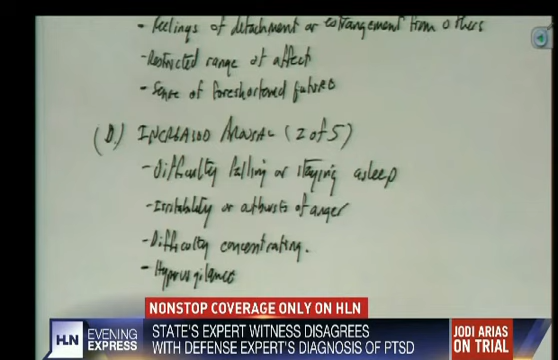 - Feelings of detachment or estrangement from others
- Restricted range of affect
- Sense of foreshortened future
(D.) INCREASED AROUSAL (2 of 5)
- Difficulty falling or staying asleep
- Irritability or outbursts of anger
- Difficulty concentrating.
- Hypervigilance
NONSTOP COVERAGE ONLY ON HLN
HLN EVENING EXPRESS
STATE'S EXPERT WITNESS DISAGREES
WITH DEFENSE EXPERT'S DIAGNOSIS OF PTSD
JODI ARIAS
ON TRIAL